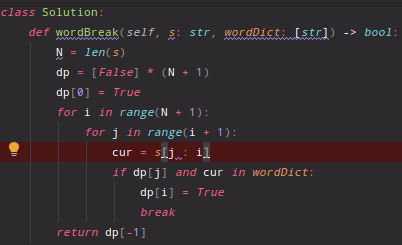 class Solution:
    def wordBreak(self, s: str, wordDict: [str]) -> bool:
        N = len(s)
        dp = [False] * (N + 1)
        dp[0] = True
        for i in range(N + 1):
            for j in range(i + 1):
                cur = s[j : i]
                if dp[j] and cur in wordDict:
                    dp[i] = True
                    break
        return dp[-1]